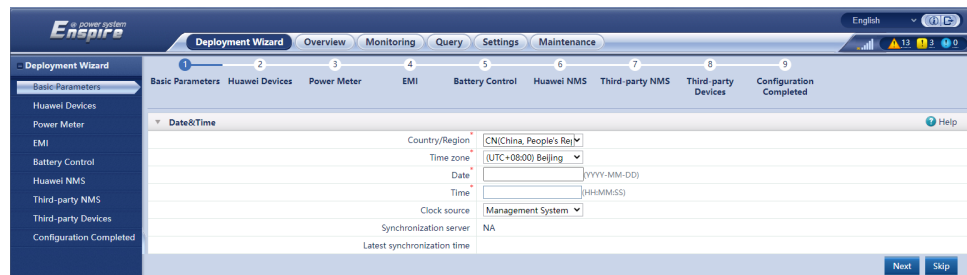 e power system
Enspire
English
Deployment Wizard Overview Monitoring Query Settings Maintenance
13 3 0
Deployment Wizard
Basic Parameters
Huawei Devices
Power Meter
EMI
Battery Control
Huawei NMS
Third-party NMS
Third-party Devices
Configuration Completed
1 2 3 4 5 6 7 8 9
Basic Parameters Huawei Devices Power Meter EMI Battery Control Huawei NMS Third-party NMS Third-party Configuration
Devices Completed
Date&Time Help
Country/Region * CN(China, People's Rep
Time zone * (UTC+08:00) Beijing
Date * (YYYY-MM-DD)
Time * (HH:MM:SS)
Clock source Management System
Synchronization server NA
Latest synchronization time
Next Skip